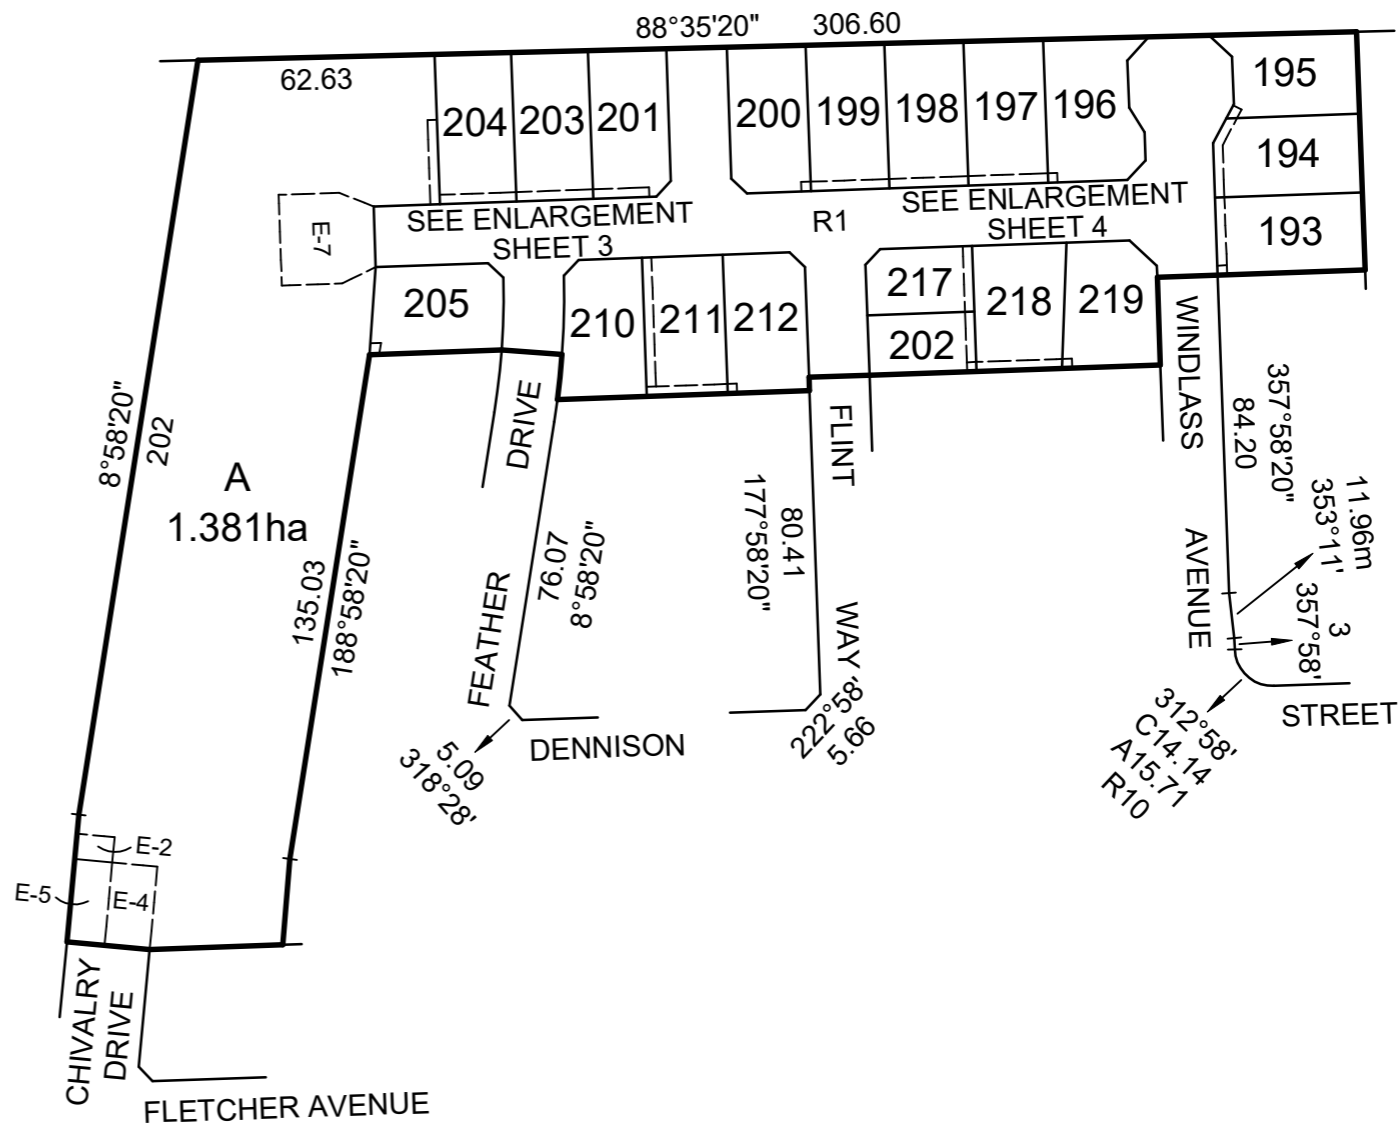 88°35'20" 306.60
62.63
204 203 201 200 199 198 197 196 195
194
193
SEE ENLARGEMENT
SHEET 3
R1
SEE ENLARGEMENT
SHEET 4
E-7
205
210 211 212
217
202
218 219
8°58'20"
202
A
1.381ha
135.03
188°58'20"
FEATHER DRIVE
76.07
8°58'20"
80.41
177°58'20"
FLINT WAY
WINDLASS AVENUE
357°58'20"
84.20
11.96m
353°11'
3
357°58'
5.09
318°28'
DENNISON
222°58'
5.66
312°58'
C14.14
A15.71
R10
STREET
E-2
E-5
E-4
CHIVALRY
DRIVE
FLETCHER AVENUE